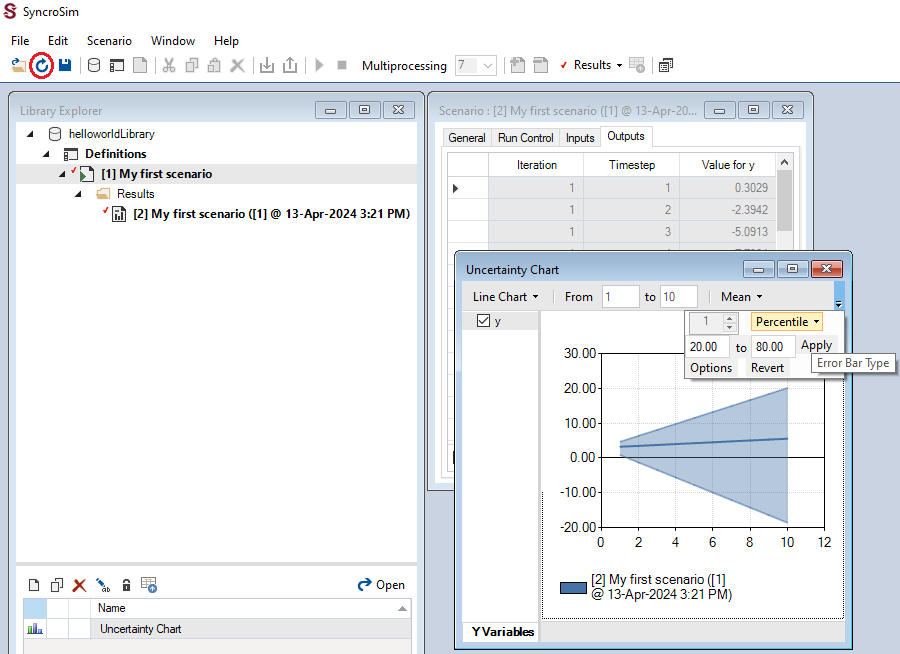 SyncroSim
File Edit Scenario Window Help
Multiprocessing 7 Results
Library Explorer
helloworldLibrary
Definitions
[1] My first scenario
Results
[2] My first scenario ([1] @ 13-Apr-2024 3:21 PM)
Open
Name
Uncertainty Chart
Scenario : [2] My first scenario ([1] @ 13-Apr-20...
General Run Control Inputs Outputs
Iteration Timestep Value for y
1 1 0.3029
1 2 -2.3942
1 3 -5.0913
Uncertainty Chart
Line Chart From 1 to 10 Mean
y
1 Percentile
20.00 to 80.00 Apply
Options Revert
Error Bar Type
30.00
20.00
10.00
0.00
-10.00
-20.00
0 2 4 6 8 10 12
[2] My first scenario ([1]
@ 13-Apr-2024 3:21 PM)
Y Variables